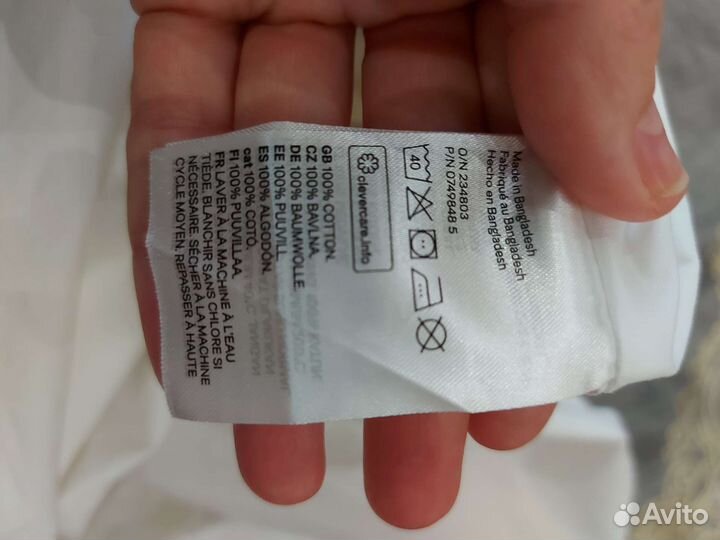 Made in Bangladesh
Fabriqué au Bangladesh
Hecho en Bangladesh
O/N 234803
P/N 0749848 5
40
clevercare.info
GB 100% COTTON.
CZ 100% BAVLNA.
DE 100% BAUMWOLLE.
EE 100% PUUVILL.
ES 100% ALGODÓN.
cat 100% COTÓ.
FI 100% PUUVILLAA.
FR LAVER À LA MACHINE À L'EAU
TIÈDE, BLANCHIR SANS CHLORE SI
NÉCESSAIRE, SÉCHER À LA MACHINE
CYCLE MOYEN, REPASSER À HAUTE
Avito